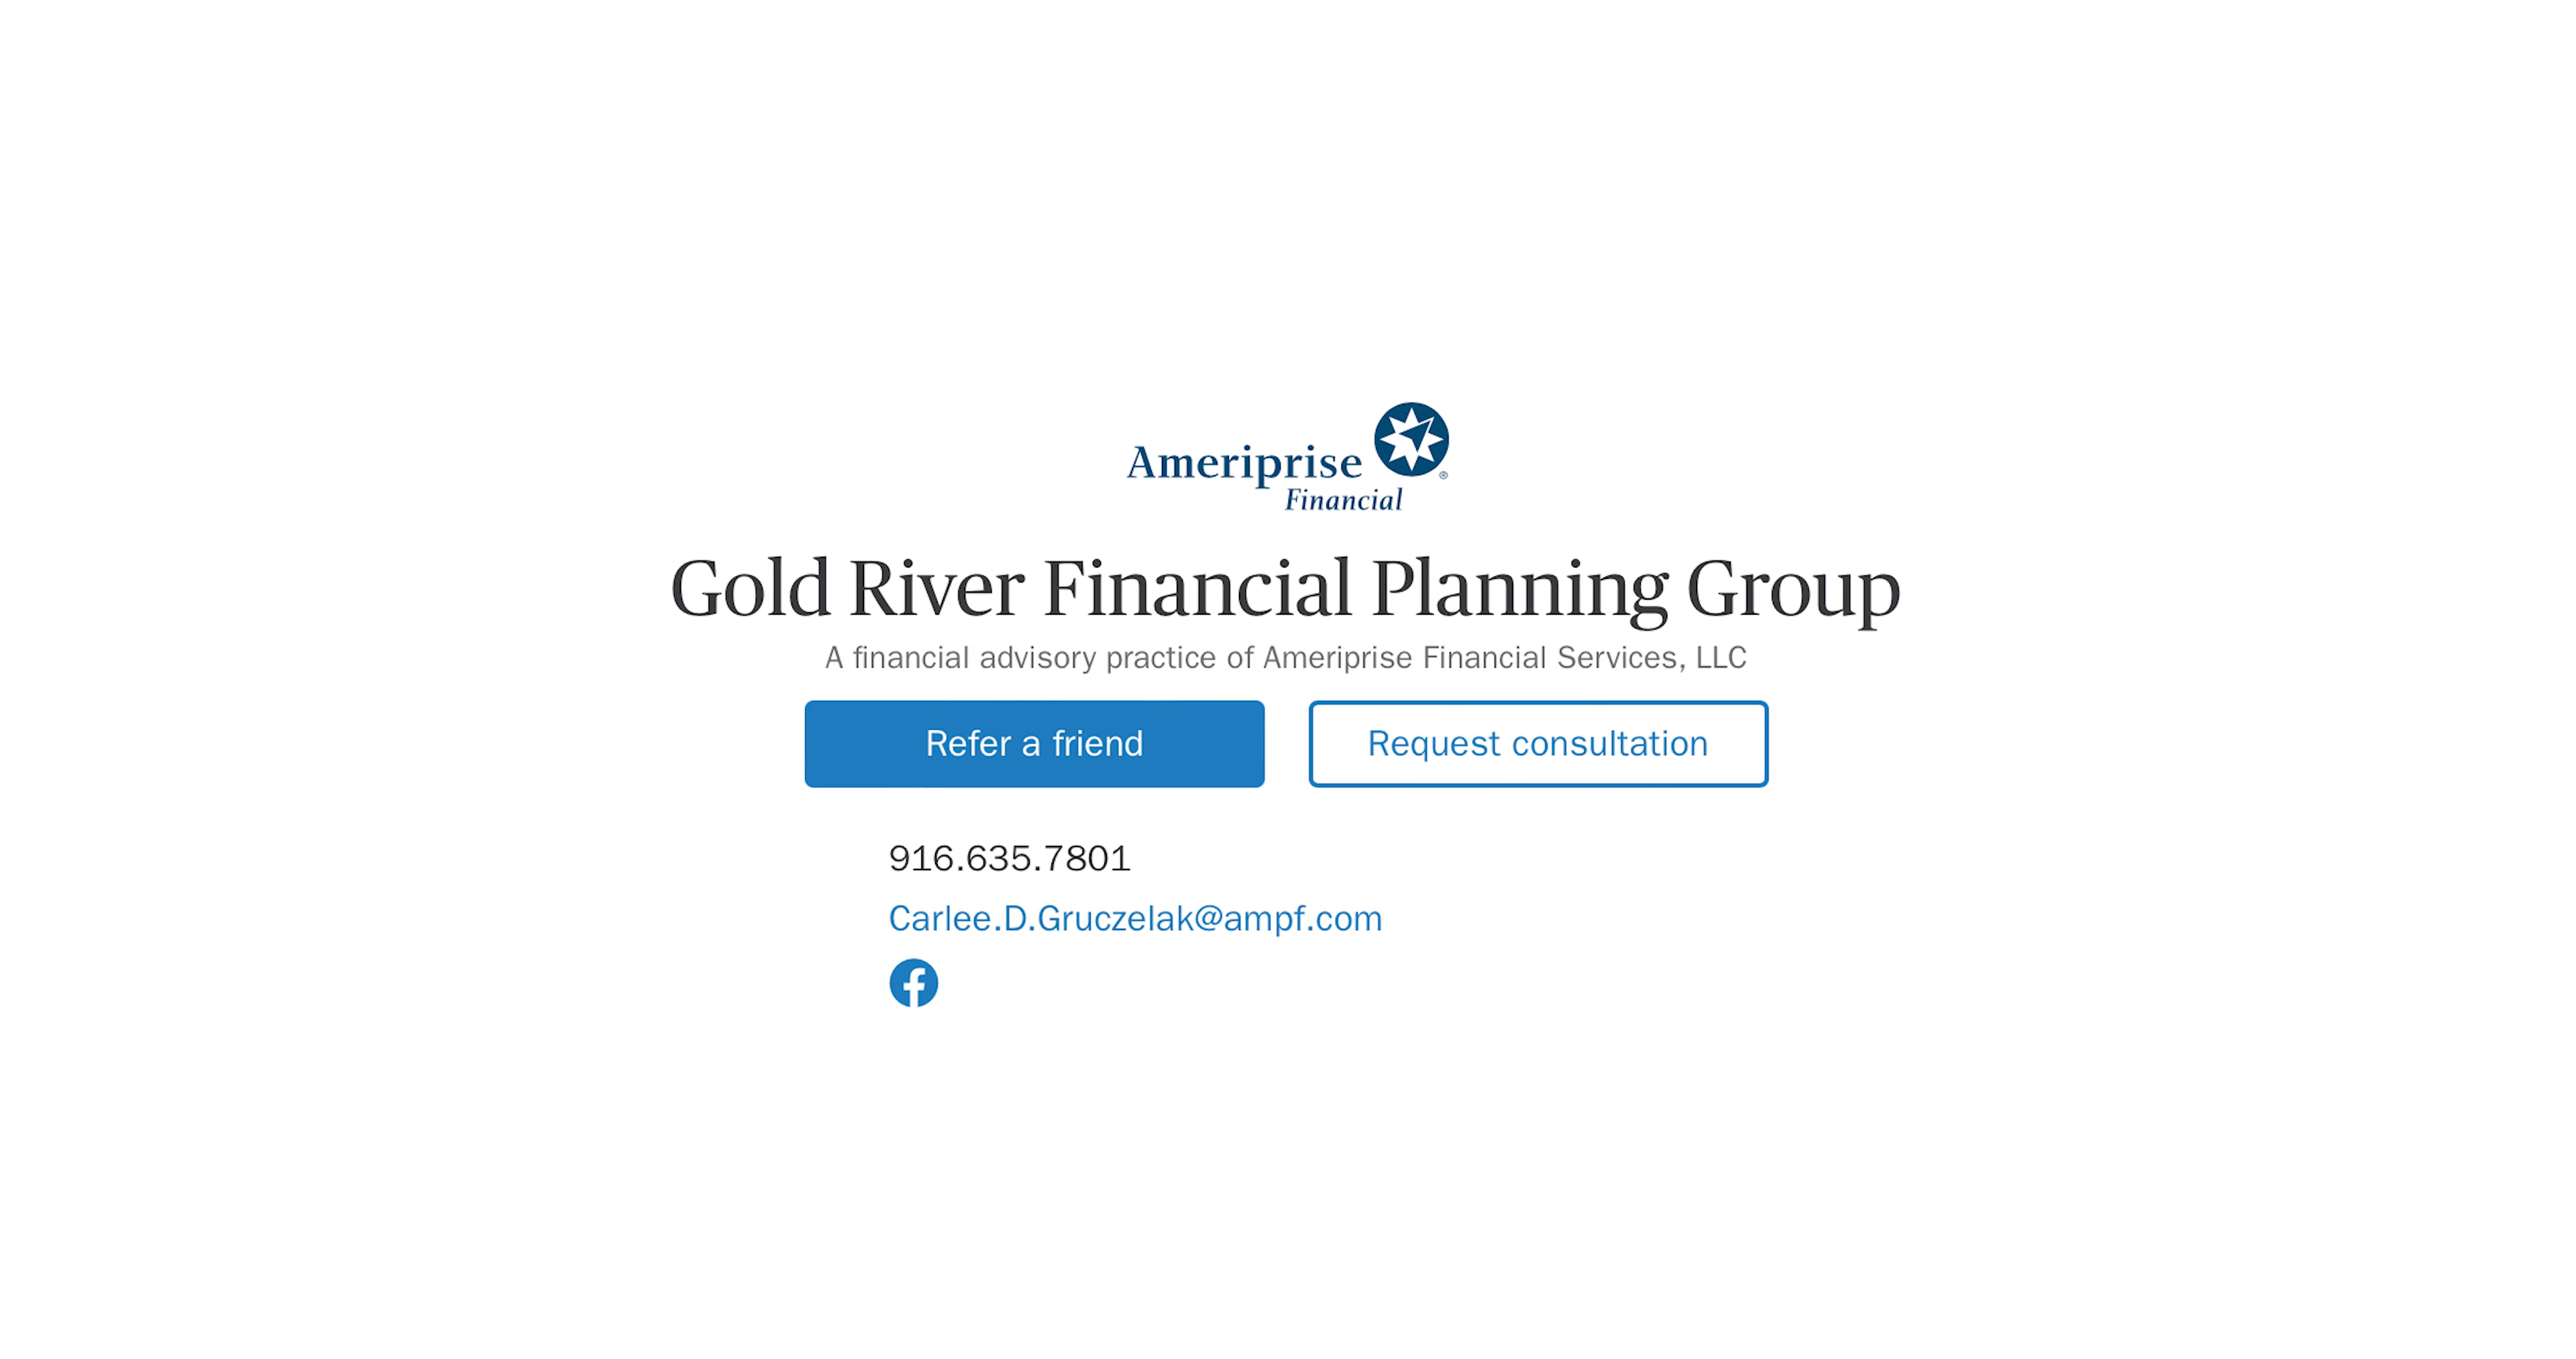 Ameriprise
Financial
Gold River Financial Planning Group
A financial advisory practice of Ameriprise Financial Services, LLC
Refer a friend
Request consultation
916.635.7801
Carlee.D.Gruczelak@ampf.com